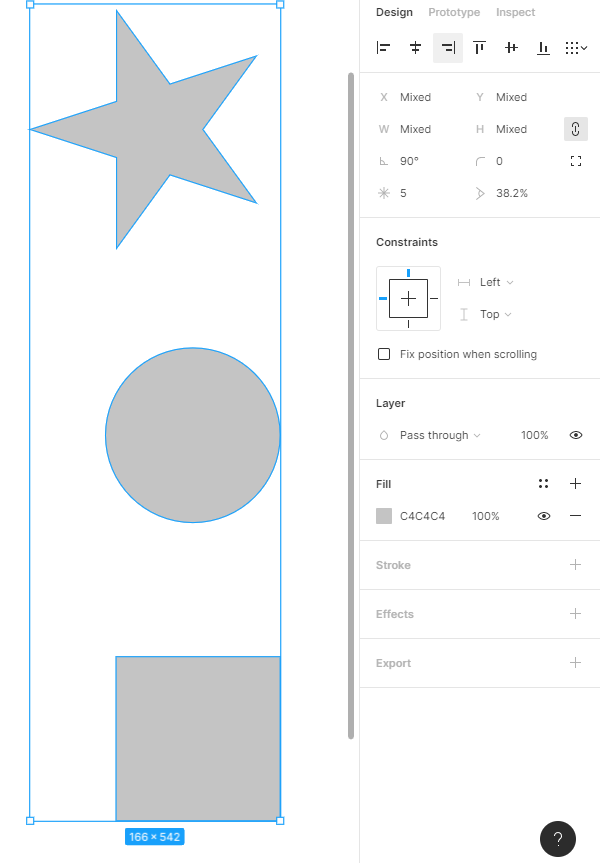 Design Prototype Inspect
X Mixed Y Mixed
W Mixed H Mixed
90° 0
5 38.2%
Constraints
Left
Top
Fix position when scrolling
Layer
Pass through 100%
Fill
C4C4C4 100%
Stroke
Effects
Export
166 × 542
?